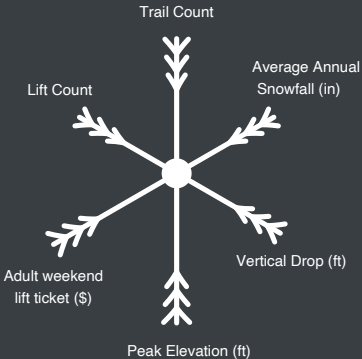 Trail Count
Average Annual
Snowfall (in)
Lift Count
Vertical Drop (ft)
Adult weekend
lift ticket ($)
Peak Elevation (ft)